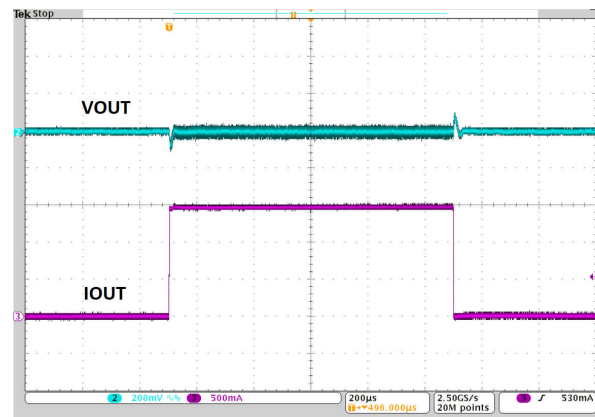 Tek Stop
T
T
VOUT
2
IOUT
3
2 200mV 3 500mA
200µs
T→▼496.000µs
2.50GS/s
20M points
3 ʃ 530mA